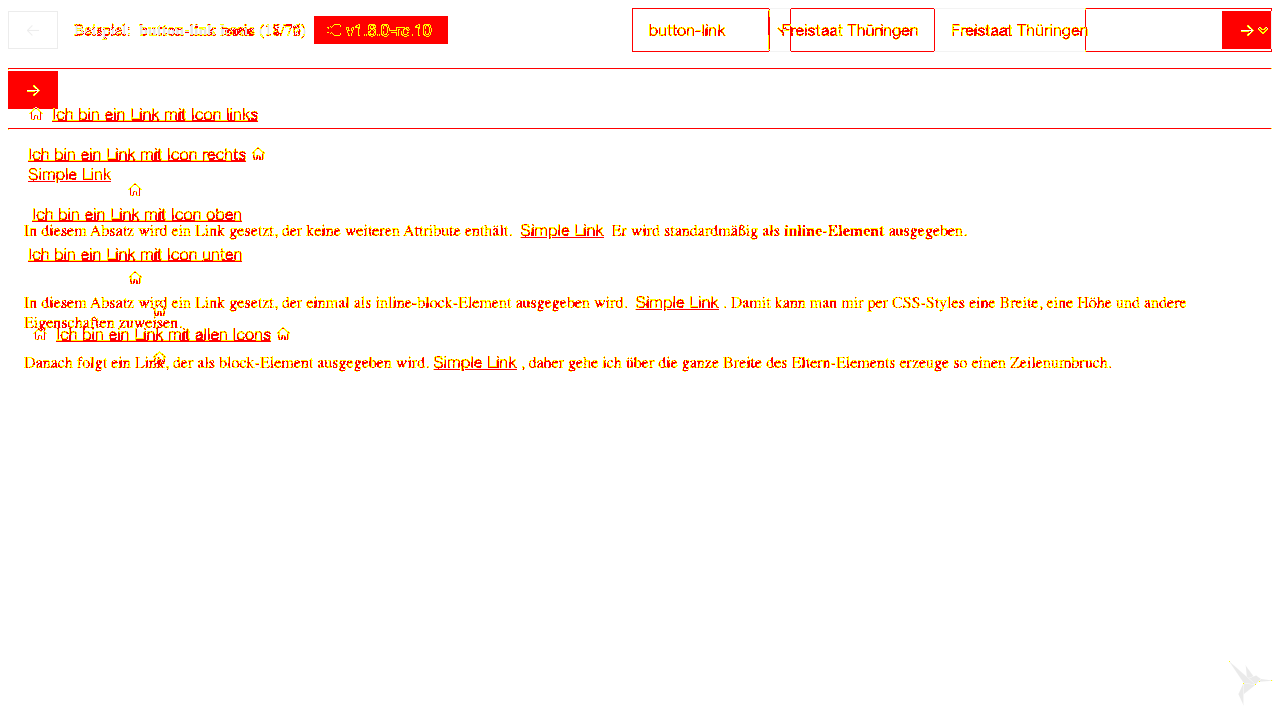 Beispiel: button-link basic v1.8.0-rc.10 button-link Freistaat Thüringen Freistaat Thüringen
Ich bin ein Link mit Icon links
Ich bin ein Link mit Icon rechts
Simple Link
Ich bin ein Link mit Icon oben
In diesem Absatz wird ein Link gesetzt, der keine weiteren Attribute enthält. Simple Link Er wird standardmäßig als inline-Element ausgegeben.
Ich bin ein Link mit Icon unten
In diesem Absatz wird ein Link gesetzt, der einmal als inline-block-Element ausgegeben wird. Simple Link . Damit kann man mir per CSS-Styles eine Breite, eine Höhe und andere
Eigenschaften zuweisen.
Ich bin ein Link mit allen Icons
Danach folgt ein Link, der als block-Element ausgegeben wird. Simple Link , daher gehe ich über die ganze Breite des Eltern-Elements erzeuge so einen Zeilenumbruch.